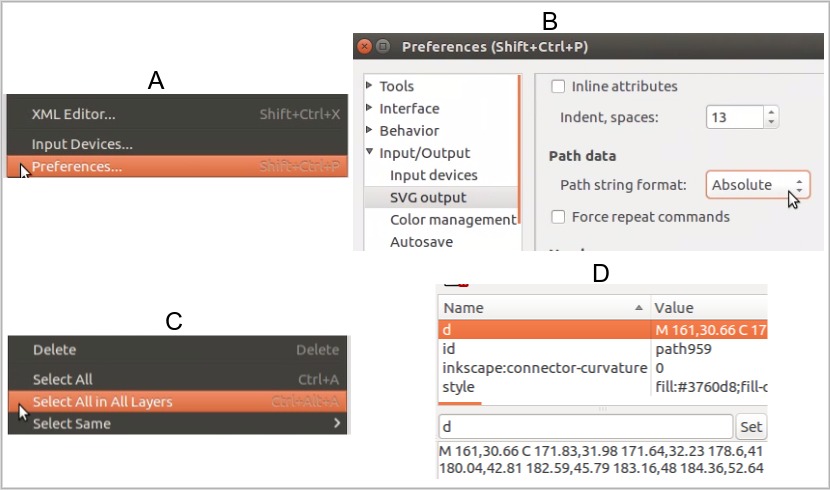 A
XML Editor... Shift+Ctrl+X
Input Devices...
Preferences... Shift+Ctrl+P
B
Preferences (Shift+Ctrl+P)
Tools
Interface
Behavior
Input/Output
Input devices
SVG output
Color management
Autosave
Inline attributes
Indent, spaces: 13
Path data
Path string format: Absolute
Force repeat commands
C
Delete Delete
Select All Ctrl+A
Select All in All Layers Ctrl+Alt+A
Select Same
D
Name Value
d M 161,30.66 C 17
id path959
inkscape:connector-curvature 0
style fill:#3760d8;fill-o
d Set
M 161,30.66 C 171.83,31.98 171.64,32.23 178.6,41
180.04,42.81 182.59,45.79 183.16,48 184.36,52.64